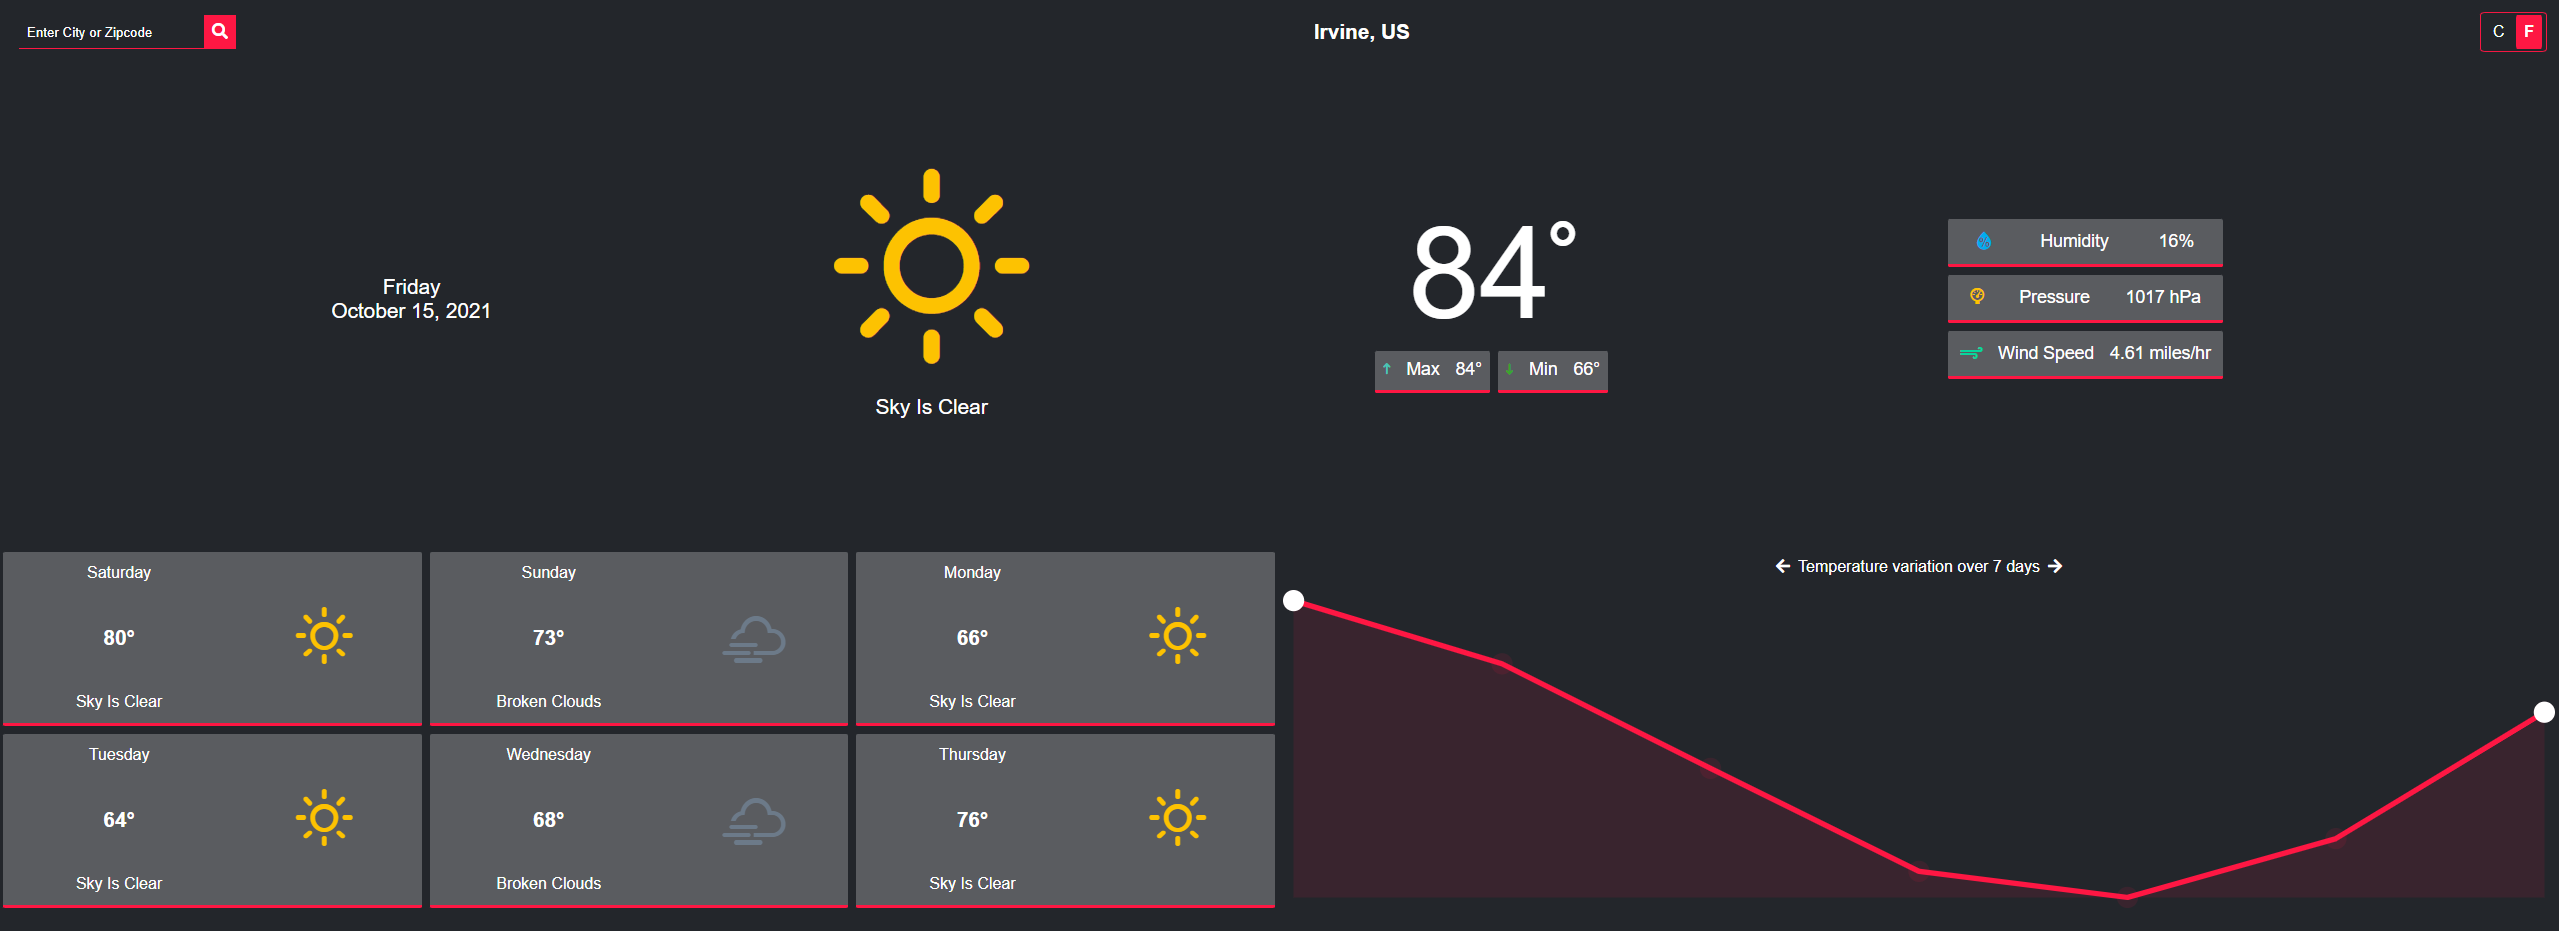 Enter City or Zipcode
Irvine, US
C F
Friday
October 15, 2021
Sky Is Clear
84°
Max 84°
Min 66°
Humidity 16%
Pressure 1017 hPa
Wind Speed 4.61 miles/hr
Saturday
80°
Sky Is Clear
Sunday
73°
Broken Clouds
Monday
66°
Sky Is Clear
Tuesday
64°
Sky Is Clear
Wednesday
68°
Broken Clouds
Thursday
76°
Sky Is Clear
Temperature variation over 7 days